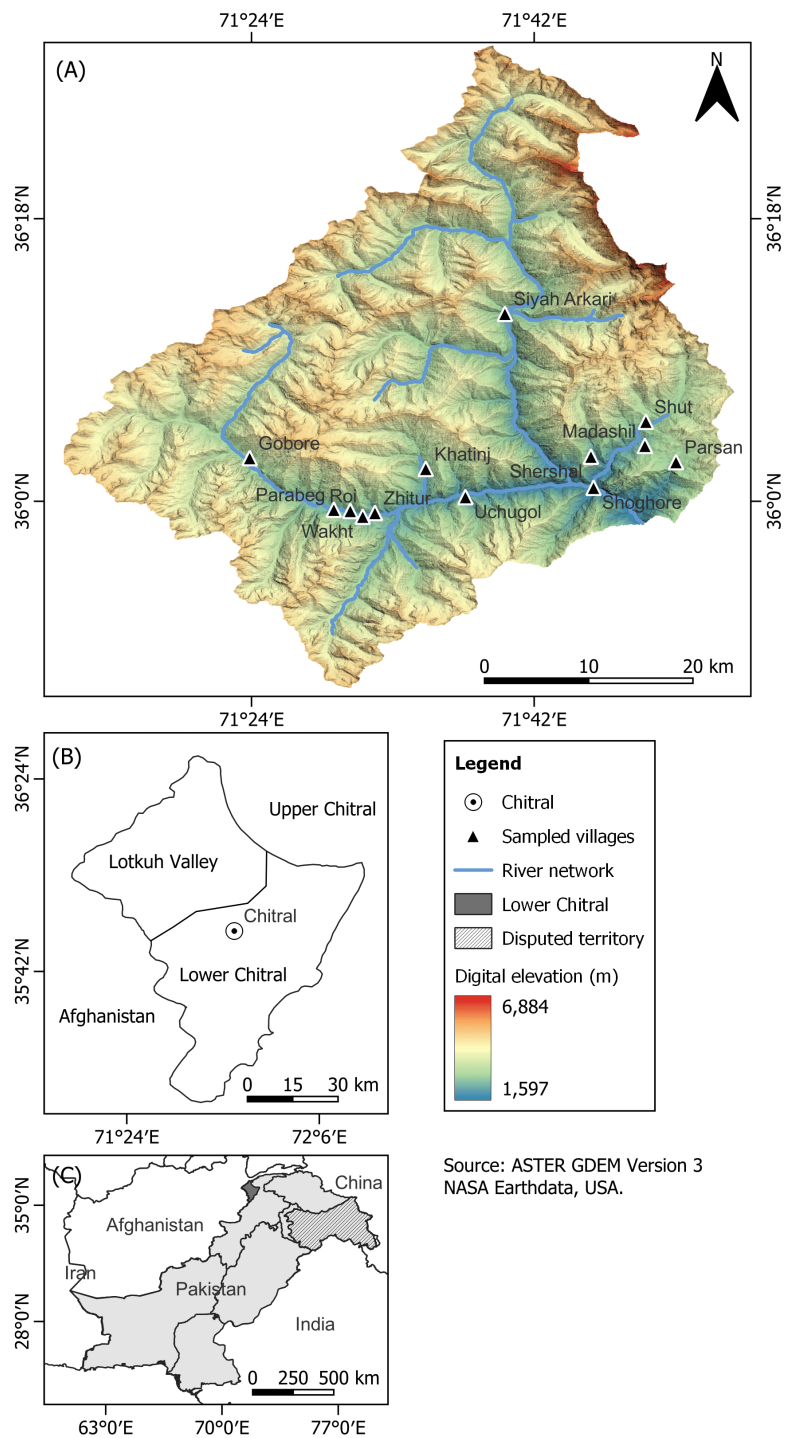 71°24′E 71°42′E
(A)
N
36°18′N 36°18′N
Siyah Arkari
Shut
Madashil
Parsan
Gobore
Khatinj
Shershal
Parabeg Roi Zhitur
Shoghore
36°0′N 36°0′N
Uchugol
Wakht
0 10 20 km
71°24′E 71°42′E
(B)
36°24′N
Upper Chitral
Lotkuh Valley
Chitral
35°42′N
Lower Chitral
Afghanistan
0 15 30 km
71°24′E 72°6′E
Legend
Chitral
Sampled villages
River network
Lower Chitral
Disputed territory
Digital elevation (m)
6,884
1,597
(C)
China
35°0′N
Afghanistan
Iran
Pakistan
28°0′N
India
0 250 500 km
63°0′E 70°0′E 77°0′E
Source: ASTER GDEM Version 3
NASA Earthdata, USA.